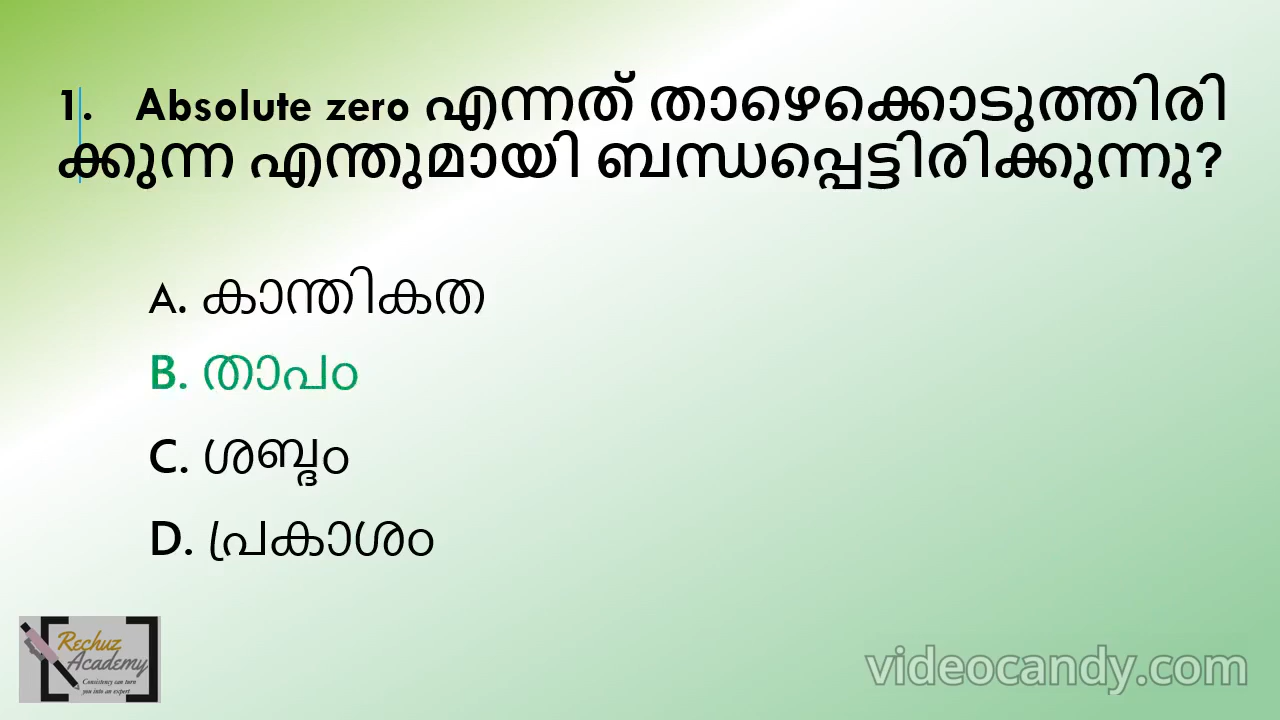 1. Absolute zero എന്നത് താഴെക്കൊടുത്തിരി
ക്കുന്ന എന്തുമായി ബന്ധപ്പെട്ടിരിക്കുന്നു?
A. കാന്തികത
B. താപം
C. ശബ്ദം
D. പ്രകാശം
Rechuz
Academy
Consistency can turn
you into an expert
videocandy.com